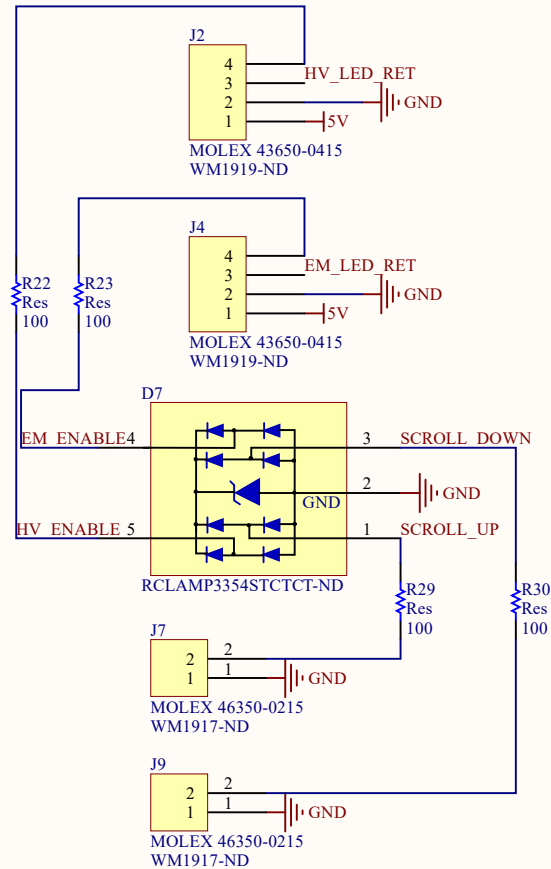 J2
4
3 HV_LED_RET
2 GND
1 5V
MOLEX 43650-0415
WM1919-ND
J4
4
3 EM_LED_RET
2 GND
1 5V
MOLEX 43650-0415
WM1919-ND
R22
Res
100
R23
Res
100
D7
EM_ENABLE 4
3 SCROLL_DOWN
2 GND
GND
HV_ENABLE 5
1 SCROLL_UP
RCLAMP3354STCTCT-ND
R29
Res
100
R30
Res
100
J7
2 2
1 1 GND
MOLEX 46350-0215
WM1917-ND
J9
2 2
1 1 GND
MOLEX 46350-0215
WM1917-ND